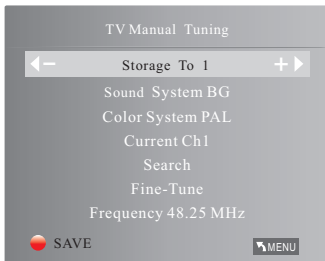 TV Manual Tuning
Storage To 1
Sound System BG
Color System PAL
Current Ch1
Search
Fine-Tune
Frequency 48.25 MHz
SAVE MENU